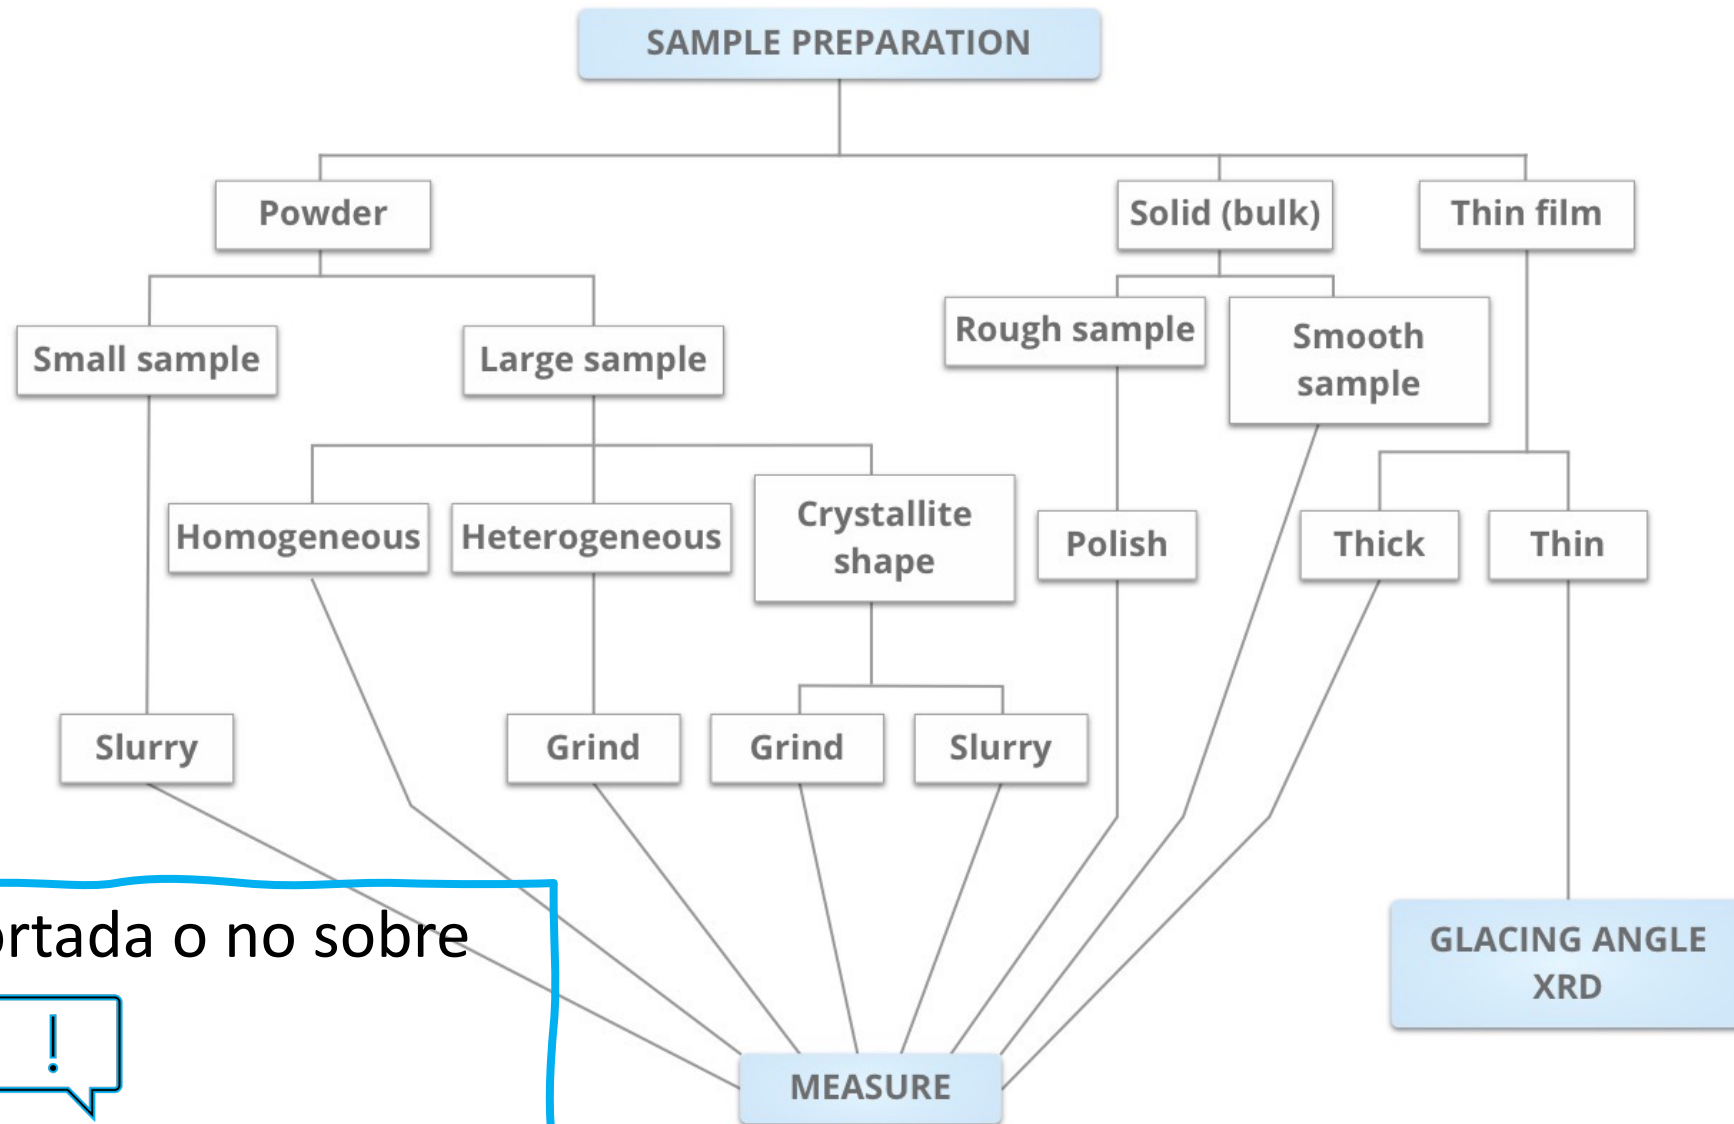 SAMPLE PREPARATION
Powder
Solid (bulk)
Thin film
Small sample
Large sample
Rough sample
Smooth
sample
Homogeneous
Heterogeneous
Crystallite
shape
Polish
Thick
Thin
Slurry
Grind
Grind
Slurry
ortada o no sobre
!
GLACING ANGLE
XRD
MEASURE